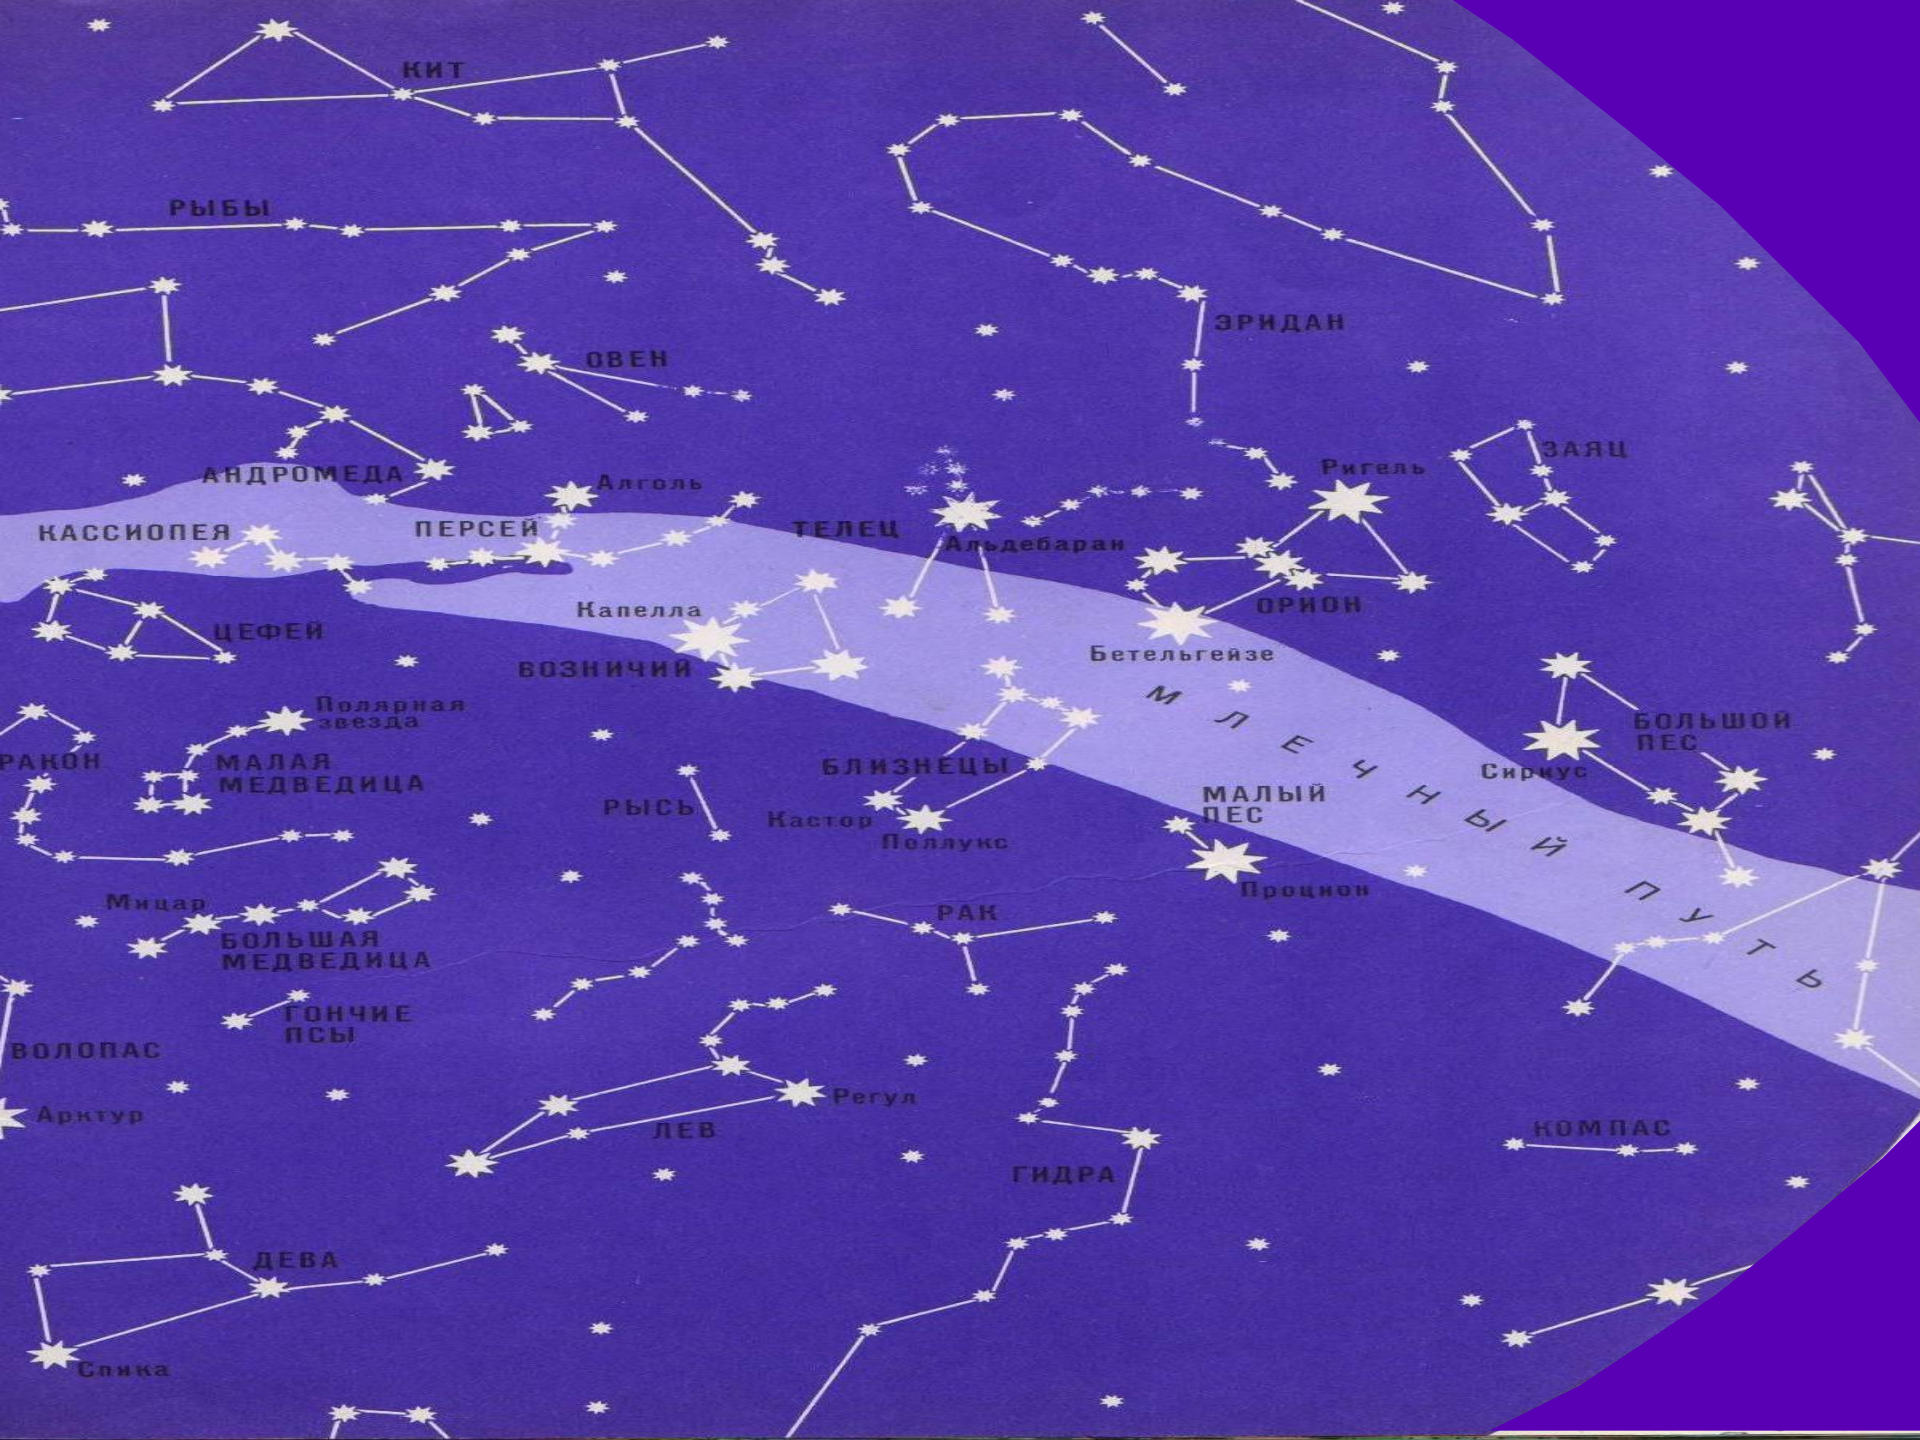 КИТ
РЫБЫ
ЭРИДАН
ОВЕН
ЗАЯЦ
АНДРОМЕДА
Ригель
Алголь
КАССИОПЕЯ
ПЕРСЕЙ
ТЕЛЕЦ
Альдебаран
Капелла
ОРИОН
ЦЕФЕЙ
Бетельгейзе
ВОЗНИЧИЙ
МЛЕЧНЫЙ ПУТЬ
Полярная
звезда
БОЛЬШОЙ
ПЕС
РАКОН
МАЛАЯ
МЕДВЕДИЦА
БЛИЗНЕЦЫ
Сириус
РЫСЬ
МАЛЫЙ
ПЕС
Кастор
Поллукс
Процион
Мицар
РАК
БОЛЬШАЯ
МЕДВЕДИЦА
ГОНЧИЕ
ПСЫ
ВОЛОПАС
Арктур
Регул
ЛЕВ
КОМПАС
ГИДРА
ДЕВА
Спика